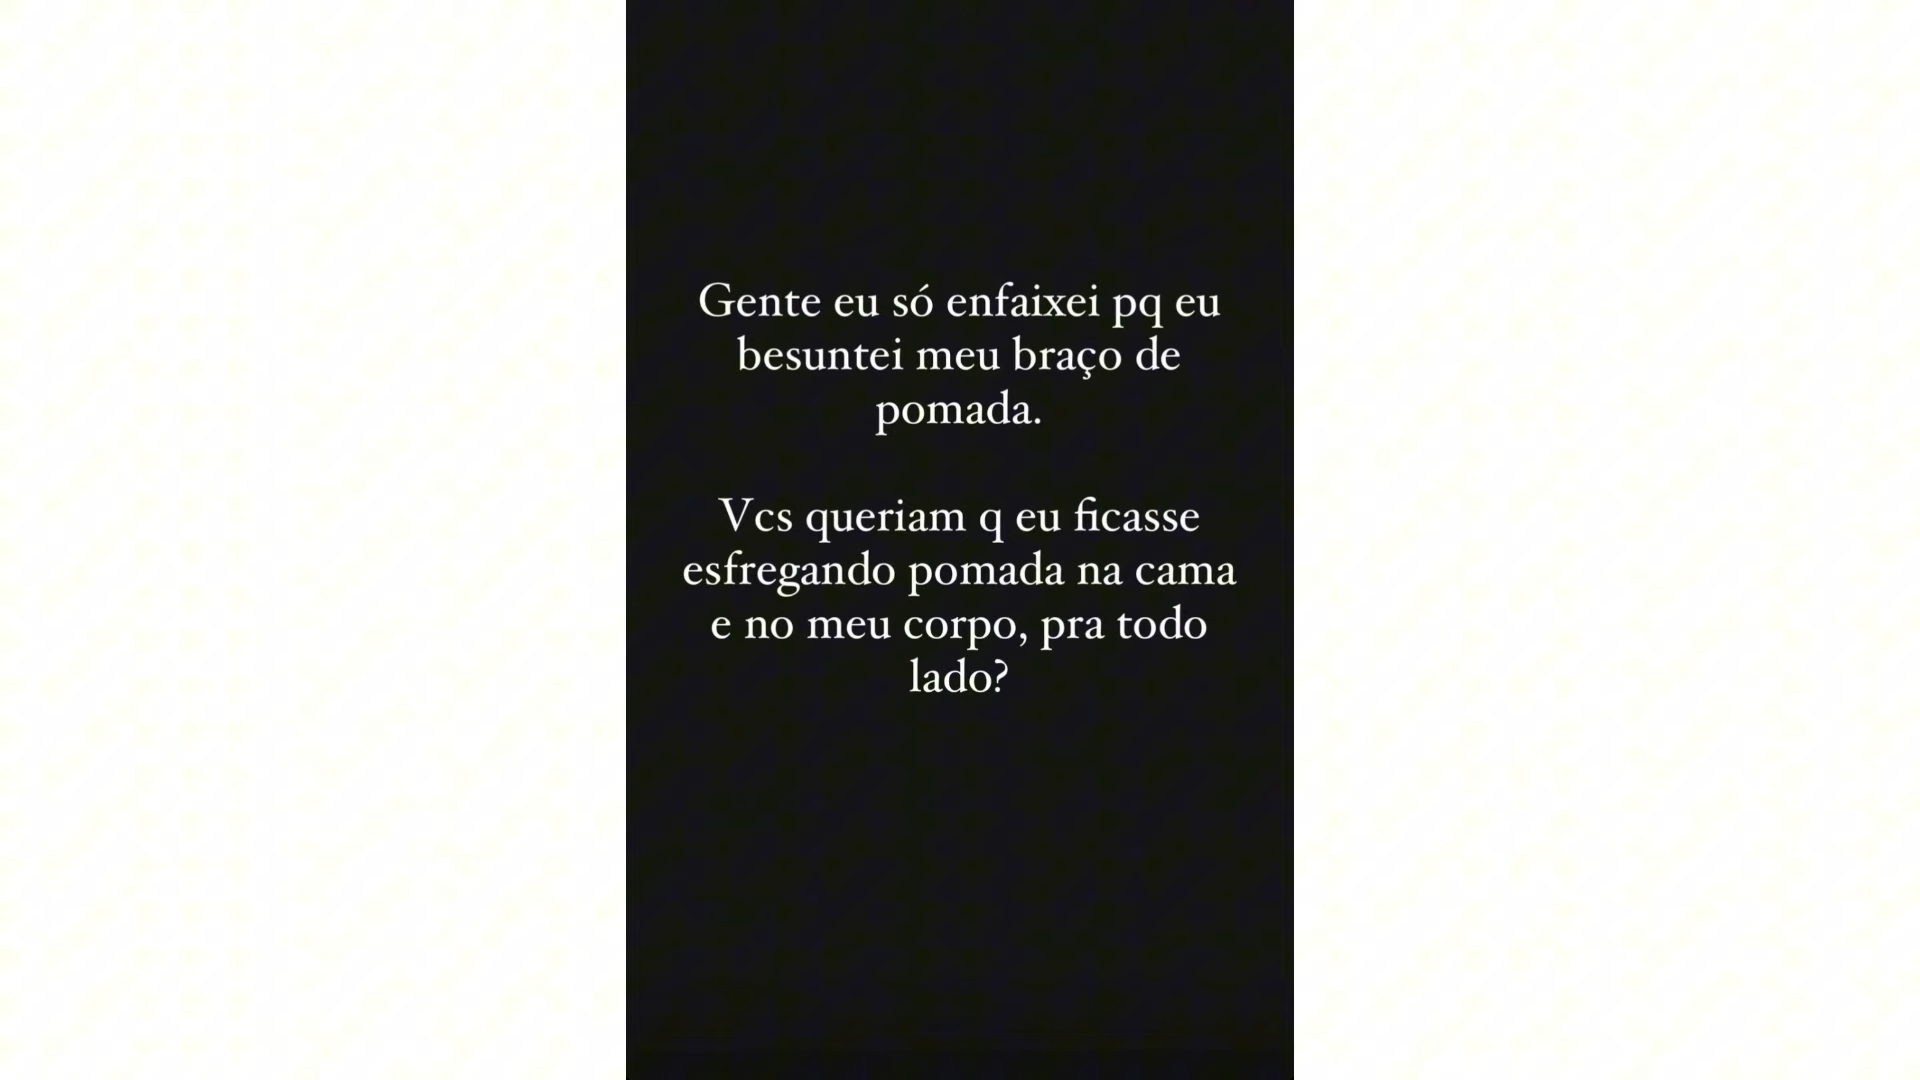 Gente eu só enfaixei pq eu
besuntei meu braço de
pomada.
Vcs queriam q eu ficasse
esfregando pomada na cama
e no meu corpo, pra todo
lado?